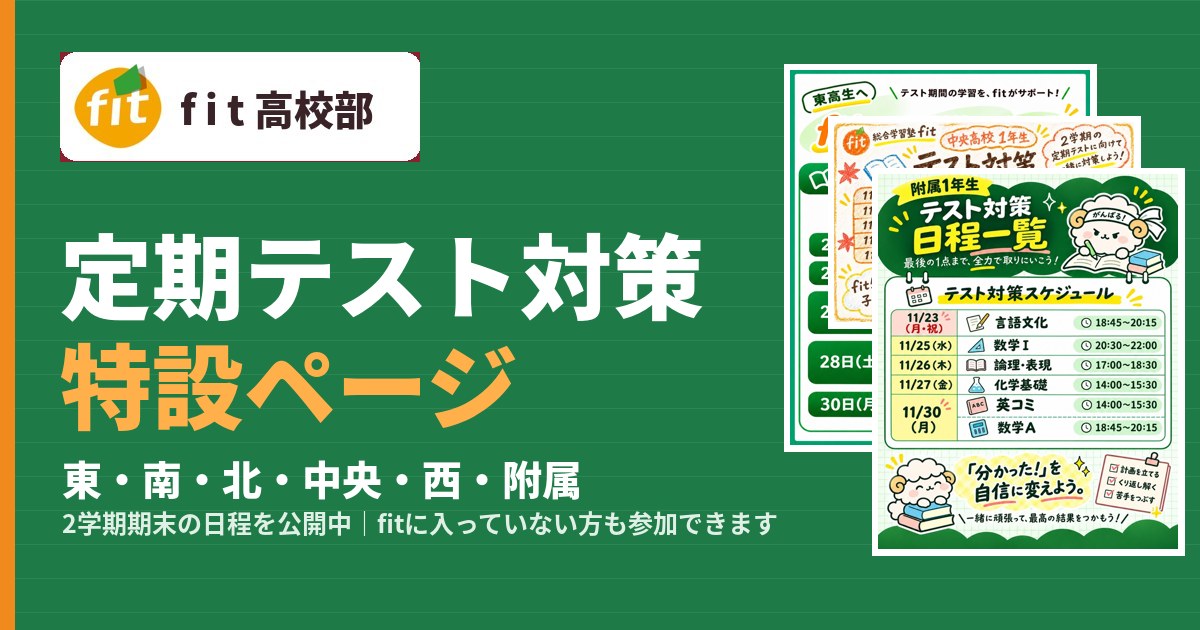 fit
fit高校部
定期テスト対策
特設ページ
東・南・北・中央・西・附属
2学期期末の日程を公開中｜fitに入っていない方も参加できます
東高生へ
テスト期間の学習を、fitがサポート！
28日(土
30日(月
fit
総合学習塾fit
中央高校1年生
2学期の
定期テストに向けて
一緒に対策しよう！
テスト対策
附属1年生
テスト対策
日程一覧
最後の1点まで、全力で取りにいこう！
がんばる！
テスト対策スケジュール
11/23
(月・祝)
言語文化
18:45〜20:15
11/25(水)
数学I
20:30〜22:00
11/26(木)
論理・表現
17:00〜18:30
11/27(金)
化学基礎
14:00〜15:30
11/30
(月)
英コミ
14:00〜15:30
数学A
18:45〜20:15
「分かった！」を
自信に変えよう。
計画を立てる
くり返し解く
苦手をつぶす
一緒に頑張って、最高の結果をつかもう！